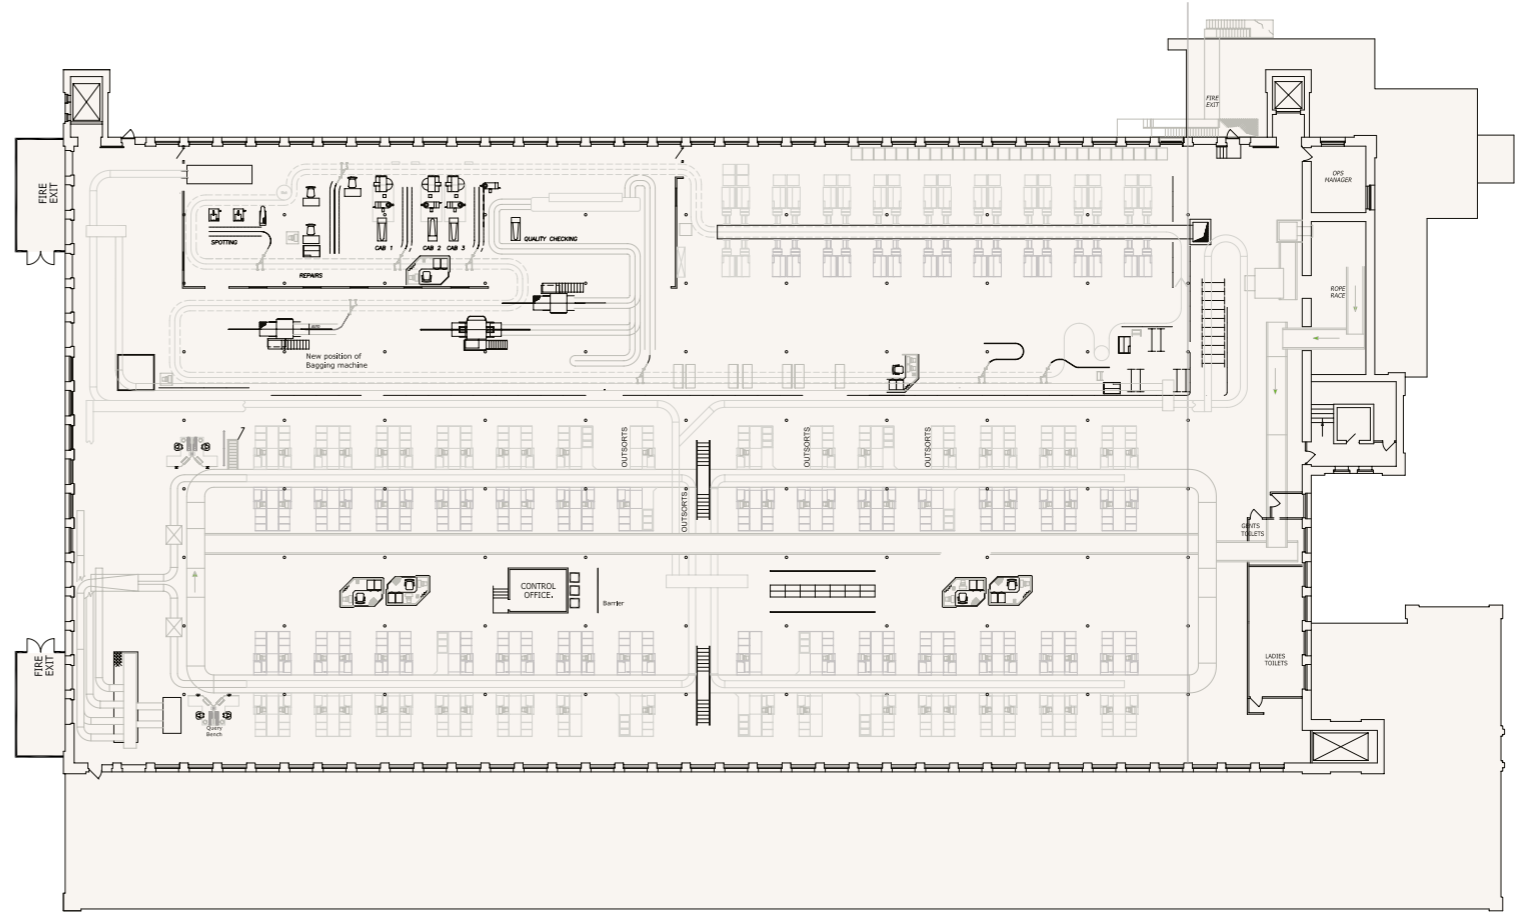 FIRE
EXIT
FIRE
EXIT
OPS
MANAGER
SPOTTING
CAB 1
CAB 2
CAB 3
QUALITY CHECKING
REPAIRS
ROPE
RACE
New position of
Bagging machine
OUTSORTS
OUTSORTS
OUTSORTS
OUTSORTS
GENTS
TOILETS
CONTROL
OFFICE.
Barrier
FIRE
EXIT
LADIES
TOILETS
Query
Bench